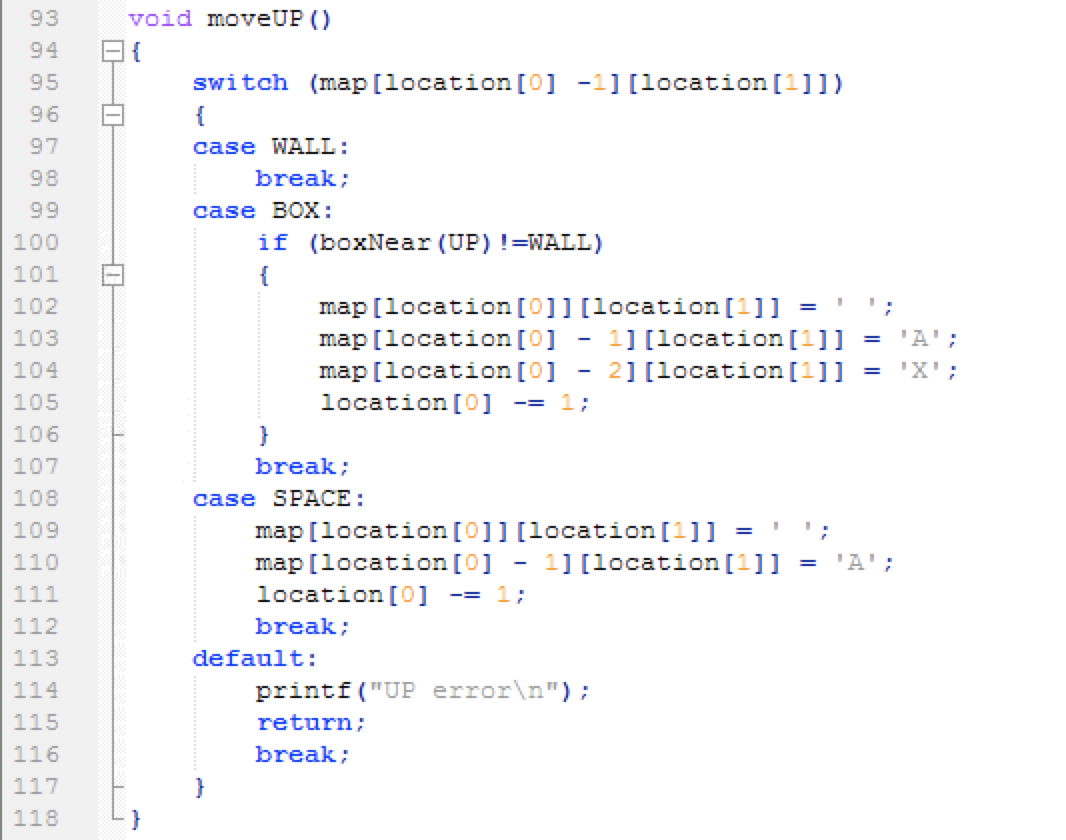 93 void moveUP()
94 {
95 switch (map[location[0] -1][location[1]])
96 {
97 case WALL:
98 break;
99 case BOX:
100 if (boxNear(UP)!=WALL)
101 {
102 map[location[0]][location[1]] = ' ';
103 map[location[0] - 1][location[1]] = 'A';
104 map[location[0] - 2][location[1]] = 'X';
105 location[0] -= 1;
106 }
107 break;
108 case SPACE:
109 map[location[0]][location[1]] = ' ';
110 map[location[0] - 1][location[1]] = 'A';
111 location[0] -= 1;
112 break;
113 default:
114 printf("UP error\n");
115 return;
116 break;
117 }
118 }